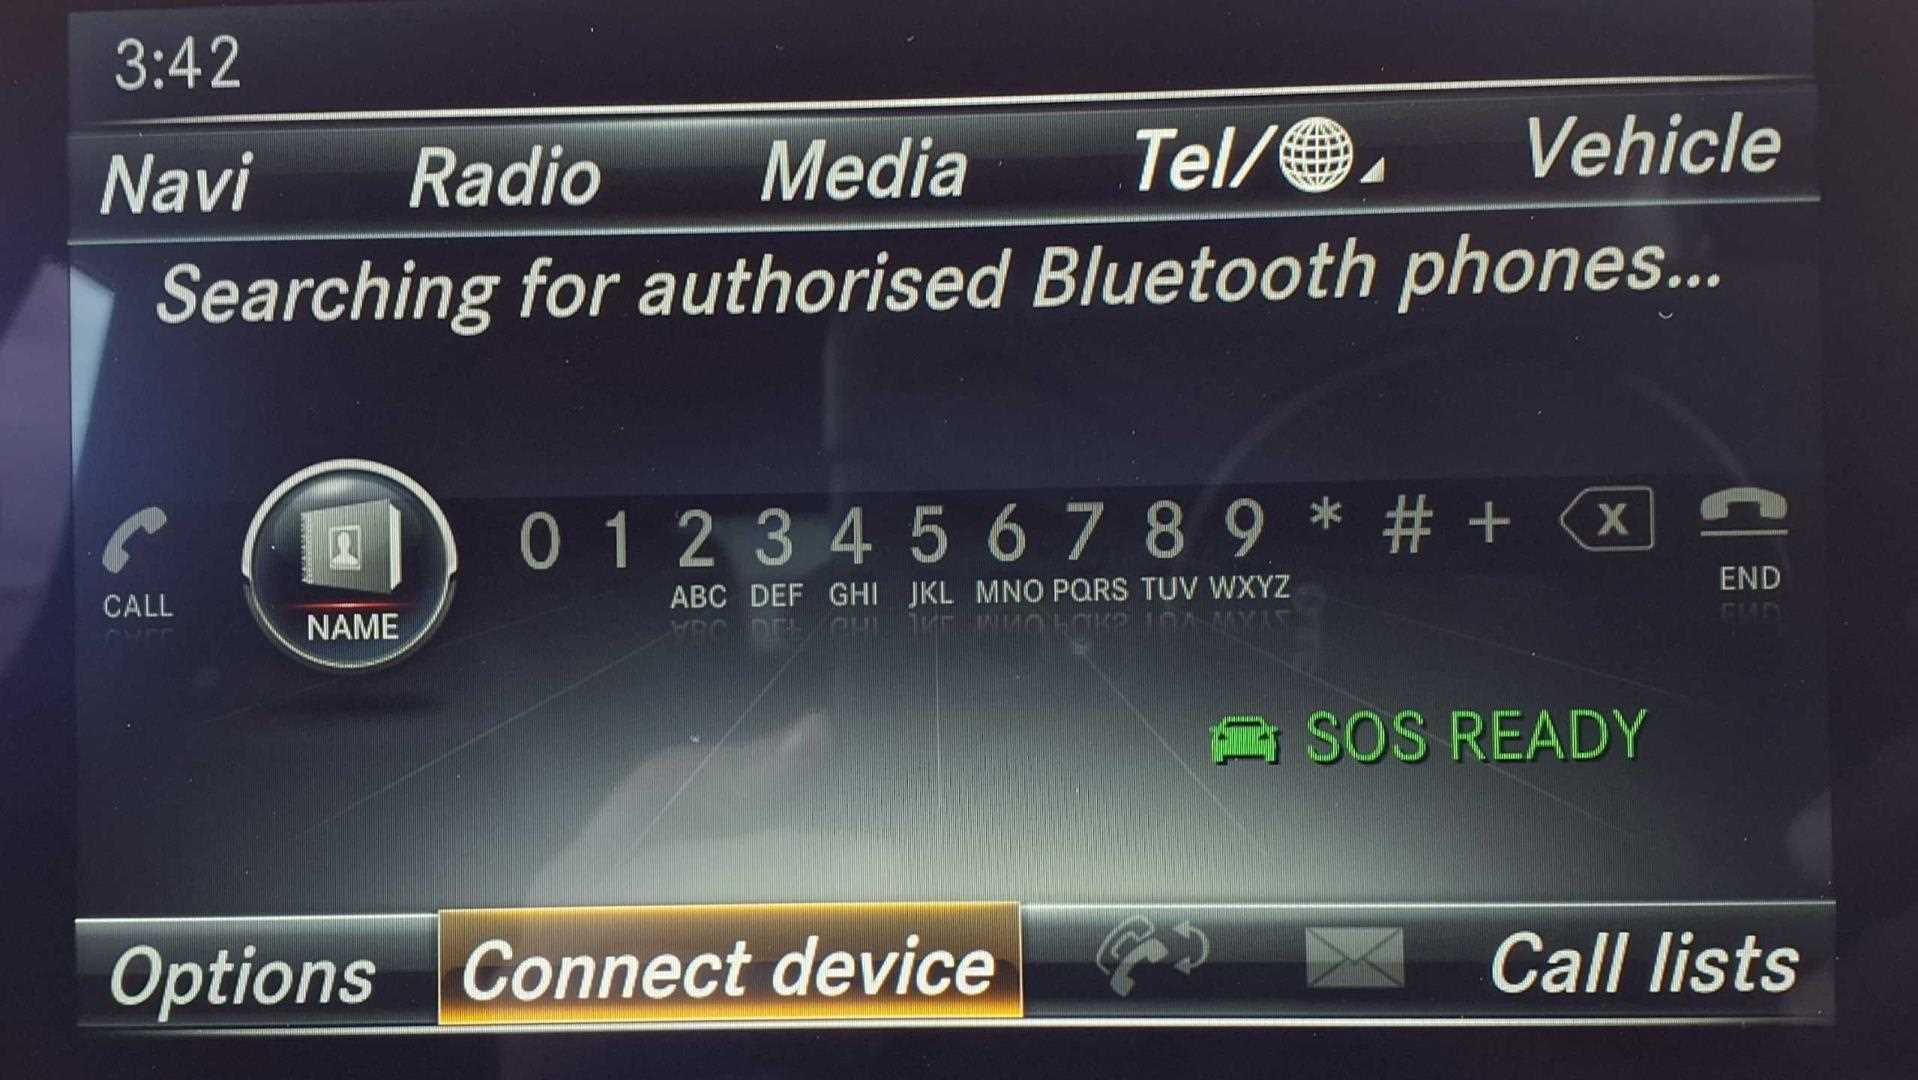 3:42
Navi Radio Media Tel/ Vehicle
Searching for authorised Bluetooth phones...
0 1 2 3 4 5 6 7 8 9 * # + X
CALL NAME ABC DEF GHI JKL MNO PQRS TUV WXYZ END
SOS READY
Options Connect device Call lists